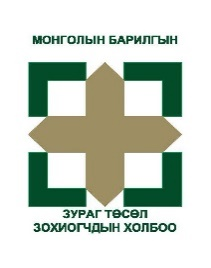 МОНГОЛЫН БАРИЛГЫН
ЗУРАГ ТӨСӨЛ
ЗОХИОГЧДЫН ХОЛБОО